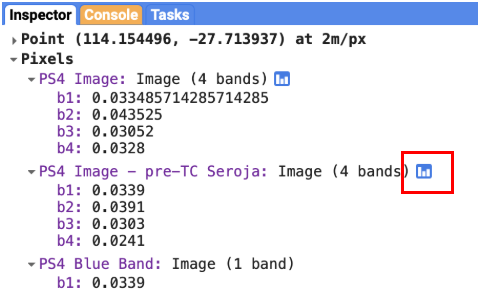 Inspector Console Tasks
Point (114.154496, -27.713937) at 2m/px
Pixels
PS4 Image: Image (4 bands)
b1: 0.033485714285714285
b2: 0.043525
b3: 0.03052
b4: 0.0328
PS4 Image - pre-TC Seroja: Image (4 bands)
b1: 0.0339
b2: 0.0391
b3: 0.0303
b4: 0.0241
PS4 Blue Band: Image (1 band)
b1: 0.0339